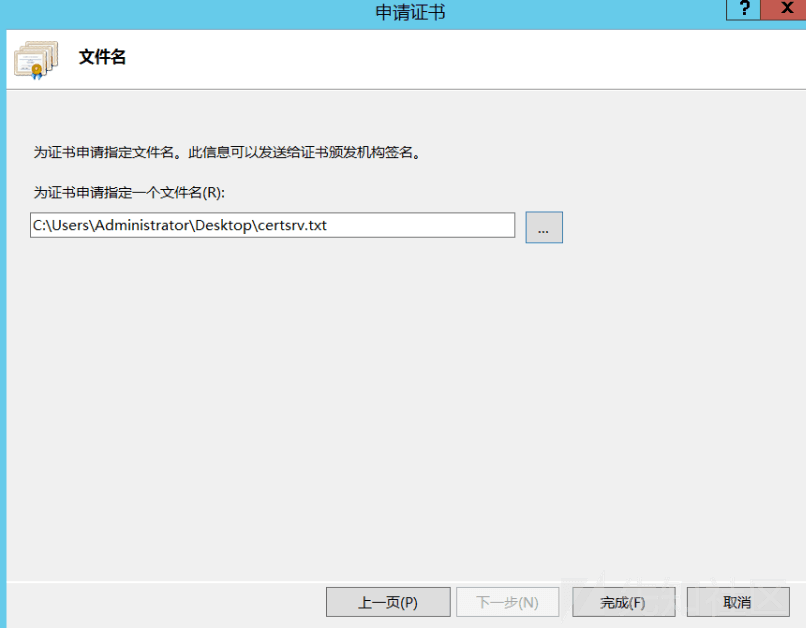 申请证书
? X
文件名
为证书申请指定文件名。此信息可以发送给证书颁发机构签名。
为证书申请指定一个文件名(R):
C:\Users\Administrator\Desktop\certsrv.txt
...
上一页(P) 下一步(N) 完成(F) 取消